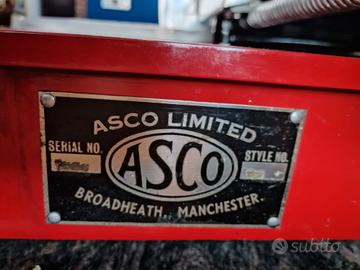 ASCO LIMITED
SERIAL NO.
ASCO
STYLE NO.
BROADHEATH,, MANCHESTER.
subito